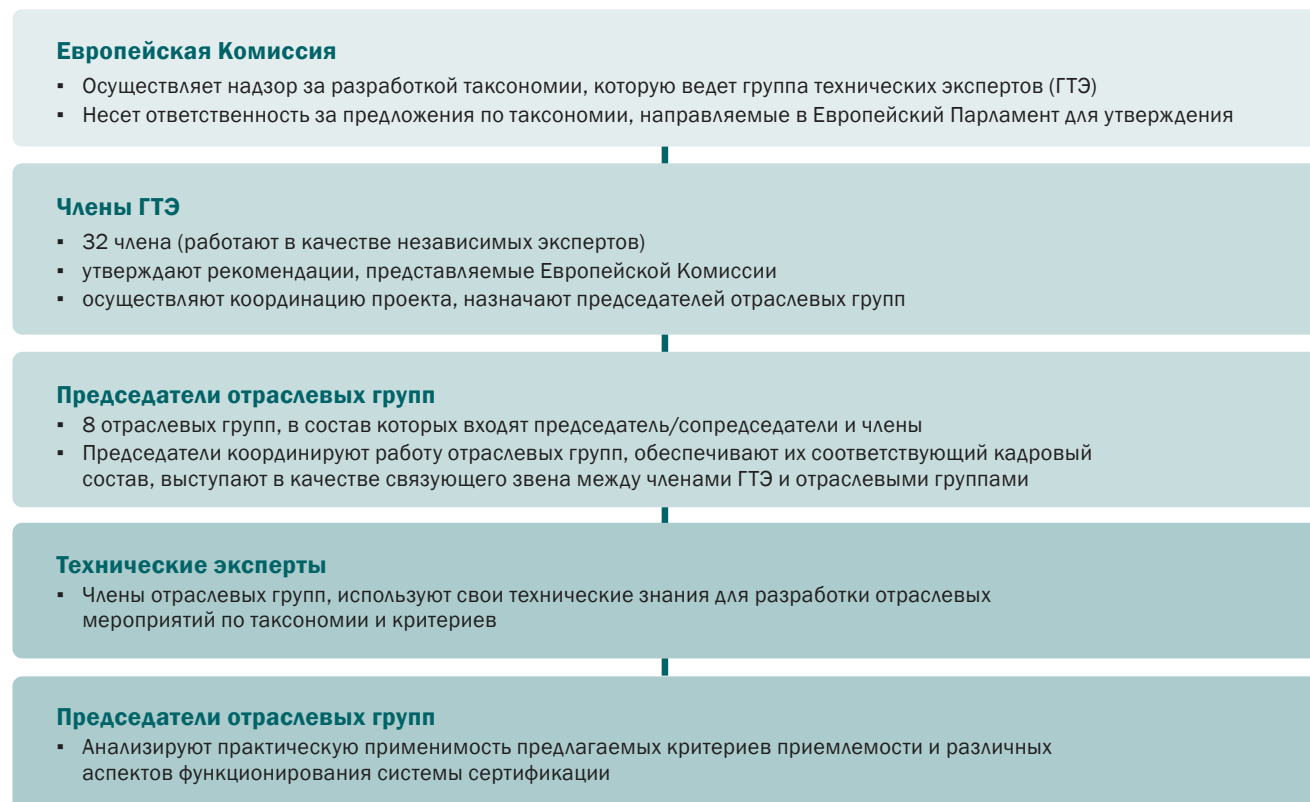 Европейская Комиссия
▪ Осуществляет надзор за разработкой таксономии, которую ведет группа технических экспертов (ГТЭ)
▪ Несет ответственность за предложения по таксономии, направляемые в Европейский Парламент для утверждения
Члены ГТЭ
▪ 32 члена (работают в качестве независимых экспертов)
▪ утверждают рекомендации, представляемые Европейской Комиссии
▪ осуществляют координацию проекта, назначают председателей отраслевых групп
Председатели отраслевых групп
▪ 8 отраслевых групп, в состав которых входят председатель/сопредседатели и члены
▪ Председатели координируют работу отраслевых групп, обеспечивают их соответствующий кадровый
состав, выступают в качестве связующего звена между членами ГТЭ и отраслевыми группами
Технические эксперты
▪ Члены отраслевых групп, используют свои технические знания для разработки отраслевых
мероприятий по таксономии и критериев
Председатели отраслевых групп
▪ Анализируют практическую применимость предлагаемых критериев приемлемости и различных
аспектов функционирования системы сертификации